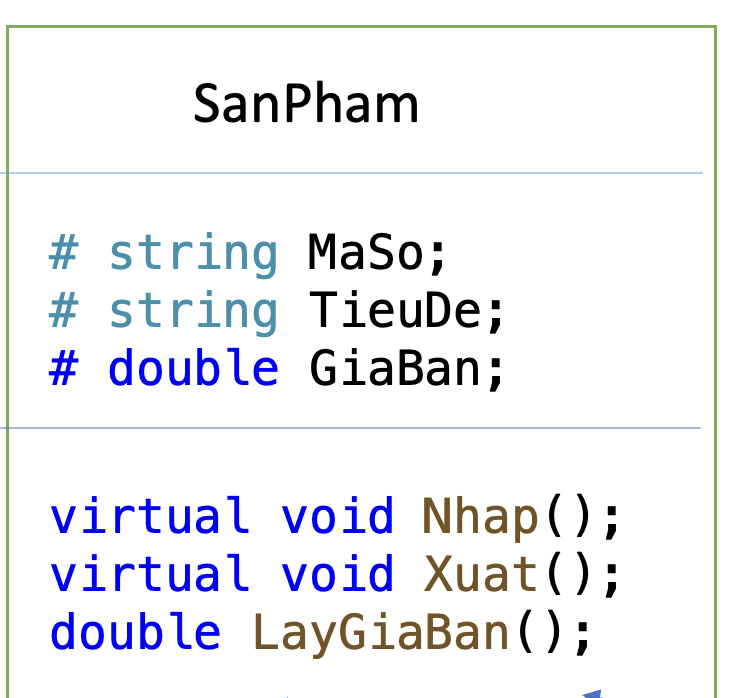 SanPham
# string MaSo;
# string TieuDe;
# double GiaBan;
virtual void Nhap();
virtual void Xuat();
double LayGiaBan();